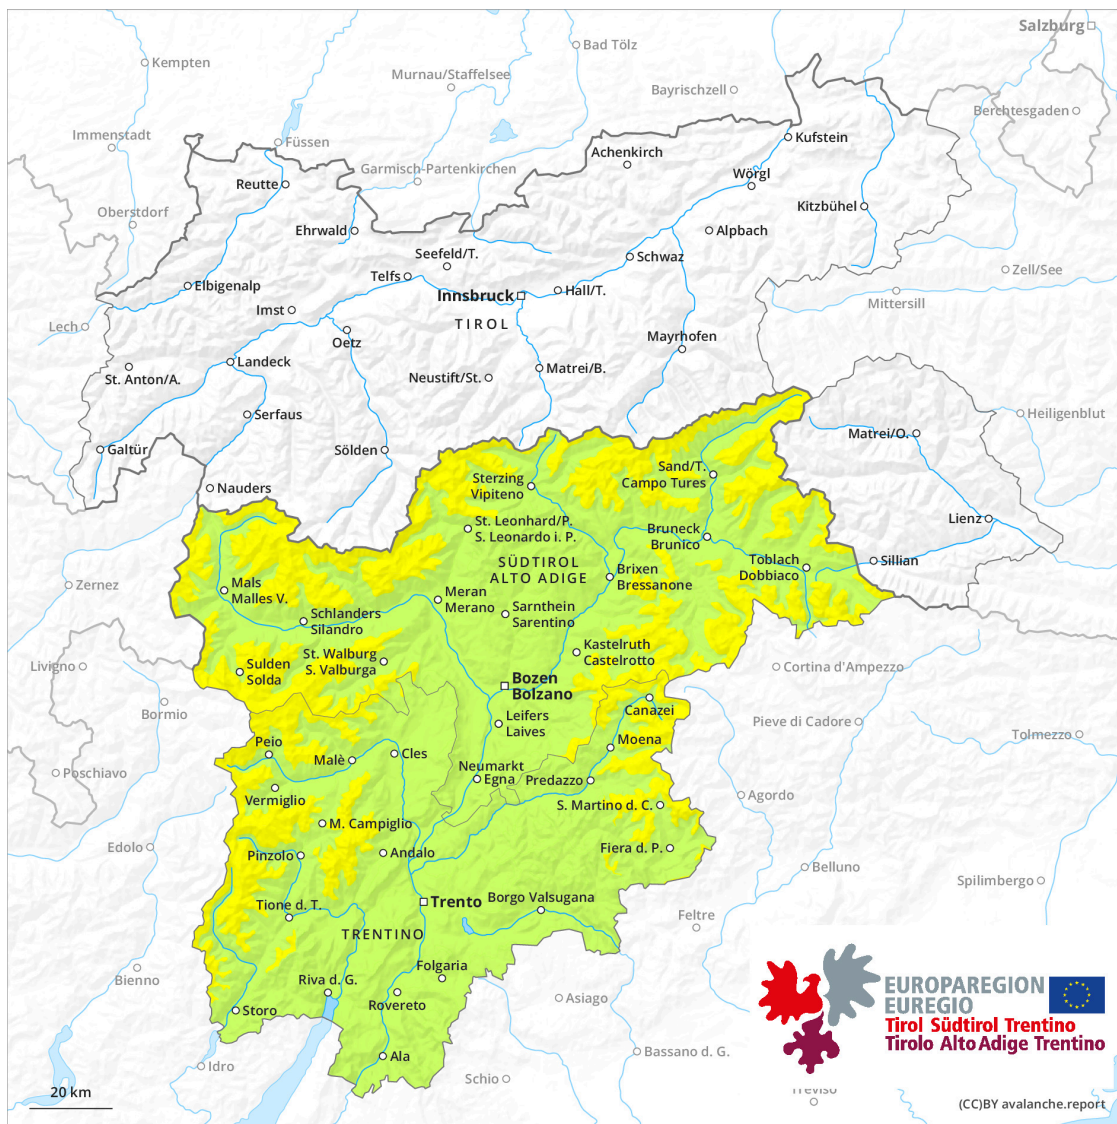 Salzburg
Bad Tölz
Kempten
Murnau/Staffelsee
Bayrischzell
Berchtesgaden
Immenstadt
Füssen
Kufstein
Achenkirch
Garmisch-Partenkirchen
Wörgl
Reutte
Kitzbühel
Oberstdorf
Ehrwald
Alpbach
Seefeld/T.
Schwaz
Zell/See
Telfs
Elbigenalp
Hall/T.
Innsbruck
Mittersill
Imst
TIROL
Lech
Oetz
Mayrhofen
Landeck
Matrei/B.
St. Anton/A.
Neustift/St.
Serfaus
Heiligenblut
Matrei/O.
Galtür
Sölden
Sand/T.
Campo Tures
Sterzing
Vipiteno
Nauders
St. Leonhard/P.
S. Leonardo i. P.
Lienz
Bruneck
Brunico
SÜDTIROL
ALTO ADIGE
Toblach
Dobbiaco
Sillian
Brixen
Bressanone
Zernez
Mals
Malles V.
Meran
Merano
Sarnthein
Sarentino
Schlanders
Silandro
Kastelruth
Castelrotto
St. Walburg
S. Valburga
Livigno
Sulden
Solda
Cortina d'Ampezzo
Bozen
Bolzano
Canazei
Bormio
Leifers
Laives
Pieve di Cadore
Tolmezzo
Moena
Peio
Cles
Malè
Neumarkt
Egna
Poschiavo
Predazzo
Vermiglio
Agordo
S. Martino d. C.
M. Campiglio
Edolo
Andalo
Fiera d. P.
Pinzolo
Belluno
Spilimbergo
Trento
Borgo Valsugana
Tione d. T.
Feltre
TRENTINO
Folgaria
Bienno
Riva d. G.
Rovereto
Asiago
Storo
EUROPAREGION
EUREGIO
Tirol Südtirol Trentino
Tirolo Alto Adige Trentino
Ala
Bassano d. G.
Idro
Schio
Treviso
20 km
(CC)BY avalanche.report